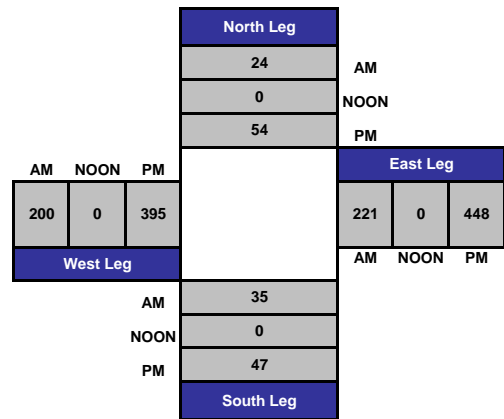 North Leg
24 AM
0 NOON
54 PM
AM NOON PM
East Leg
200 0 395
221 0 448
West Leg
AM NOON PM
AM 35
NOON 0
PM 47
South Leg